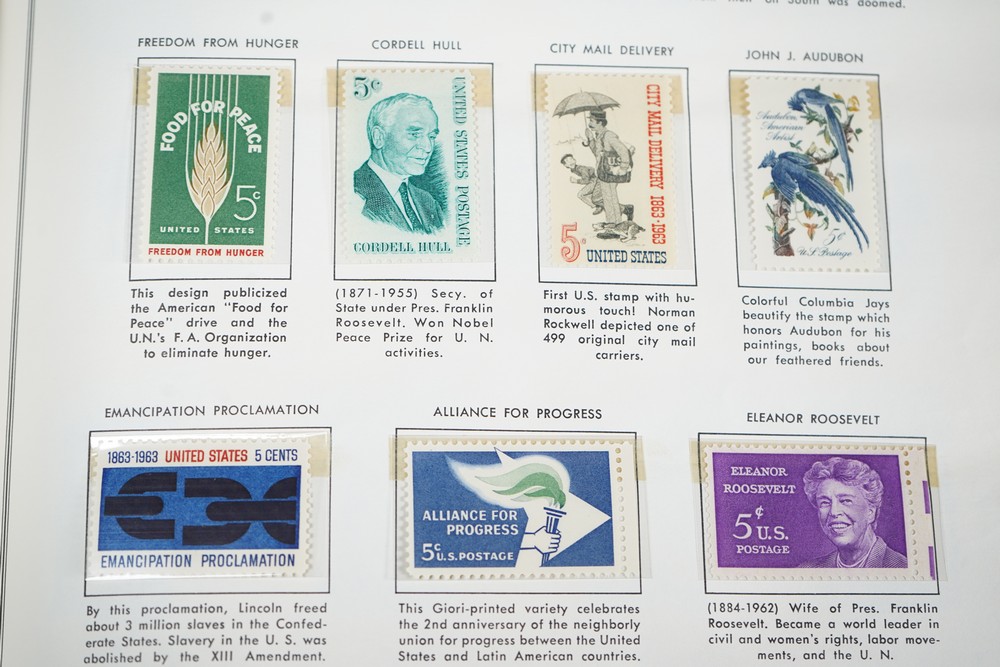 on South was doomed.
FREEDOM FROM HUNGER
CORDELL HULL
CITY MAIL DELIVERY
JOHN J. AUDUBON
FOOD FOR PEACE
5c
UNITED STATES
FREEDOM FROM HUNGER
5c
UNITED STATES POSTAGE
CORDELL HULL
CITY MAIL DELIVERY 1863-1963
5c
UNITED STATES
Audubon
American
Artist
5c
U.S. Postage
This design publicized
the American "Food for
Peace" drive and the
U.N.'s F. A. Organization
to eliminate hunger.
(1871-1955) Secy. of
State under Pres. Franklin
Roosevelt. Won Nobel
Peace Prize for U. N.
activities.
First U.S. stamp with hu-
morous touch! Norman
Rockwell depicted one of
499 original city mail
carriers.
Colorful Columbia Jays
beautify the stamp which
honors Audubon for his
paintings, books about
our feathered friends.
EMANCIPATION PROCLAMATION
ALLIANCE FOR PROGRESS
ELEANOR ROOSEVELT
1863-1963 UNITED STATES 5 CENTS
EMANCIPATION PROCLAMATION
ALLIANCE FOR
PROGRESS
5c U.S. POSTAGE
ELEANOR
ROOSEVELT
5¢ U.S.
POSTAGE
By this proclamation, Lincoln freed
about 3 million slaves in the Confed-
erate States. Slavery in the U. S. was
abolished by the XIII Amendment.
This Giori-printed variety celebrates
the 2nd anniversary of the neighborly
union for progress between the United
States and Latin American countries.
(1884-1962) Wife of Pres. Franklin
Roosevelt. Became a world leader in
civil and women's rights, labor move-
ments, and the U. N.